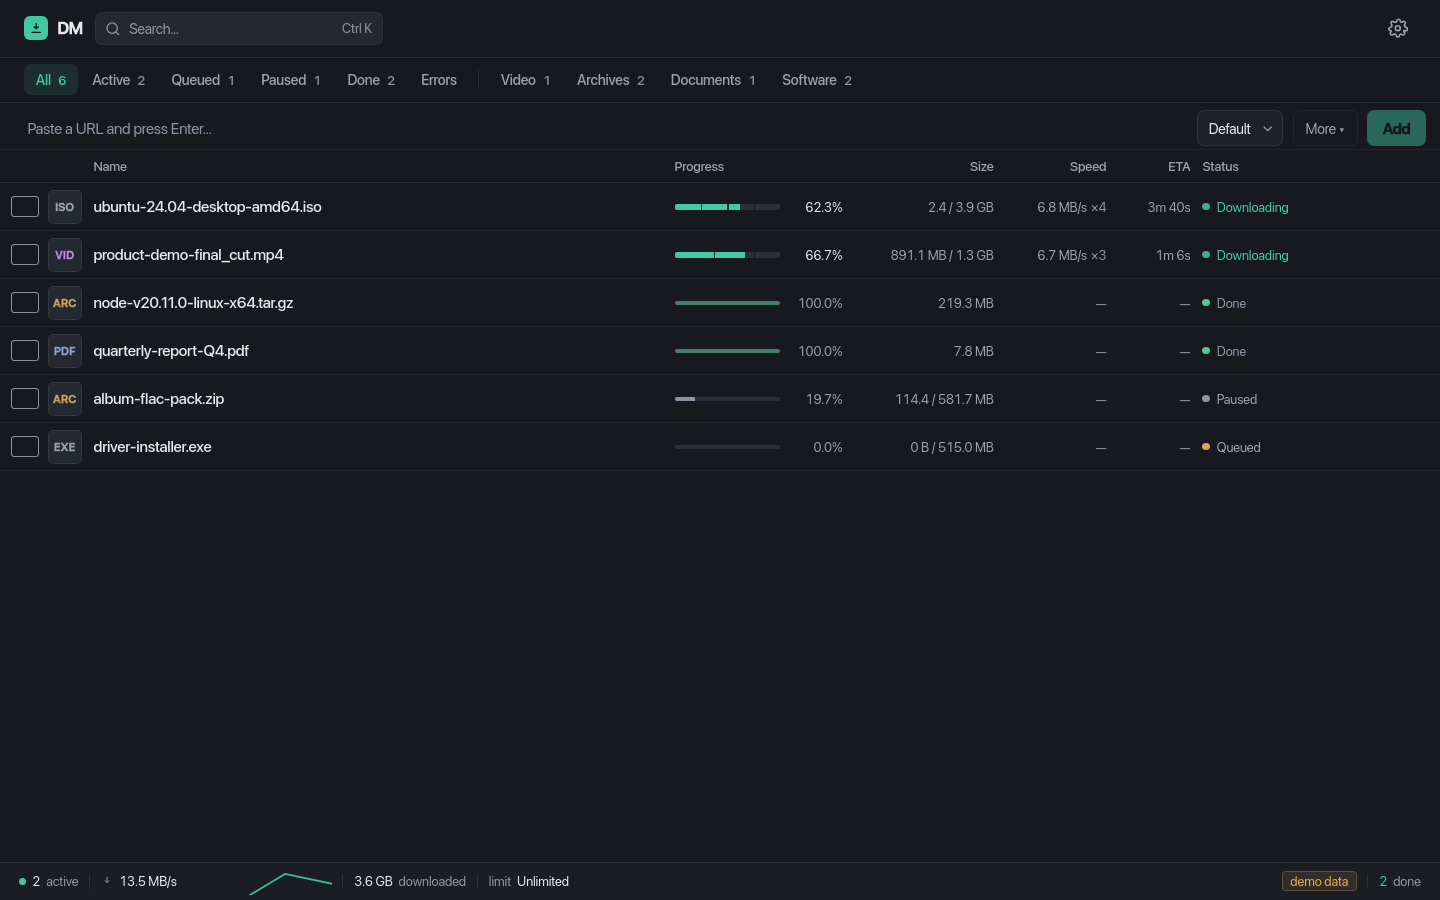 DM Search... Ctrl K
All 6 Active 2 Queued 1 Paused 1 Done 2 Errors Video 1 Archives 2 Documents 1 Software 2
Paste a URL and press Enter... Default More ▾ Add
Name Progress Size Speed ETA Status
ISO ubuntu-24.04-desktop-amd64.iso 62.3% 2.4 / 3.9 GB 6.8 MB/s ×4 3m 40s Downloading
VID product-demo-final_cut.mp4 66.7% 891.1 MB / 1.3 GB 6.7 MB/s ×3 1m 6s Downloading
ARC node-v20.11.0-linux-x64.tar.gz 100.0% 219.3 MB — — Done
PDF quarterly-report-Q4.pdf 100.0% 7.8 MB — — Done
ARC album-flac-pack.zip 19.7% 114.4 / 581.7 MB — — Paused
EXE driver-installer.exe 0.0% 0 B / 515.0 MB — — Queued
2 active ↓ 13.5 MB/s 3.6 GB downloaded limit Unlimited demo data 2 done